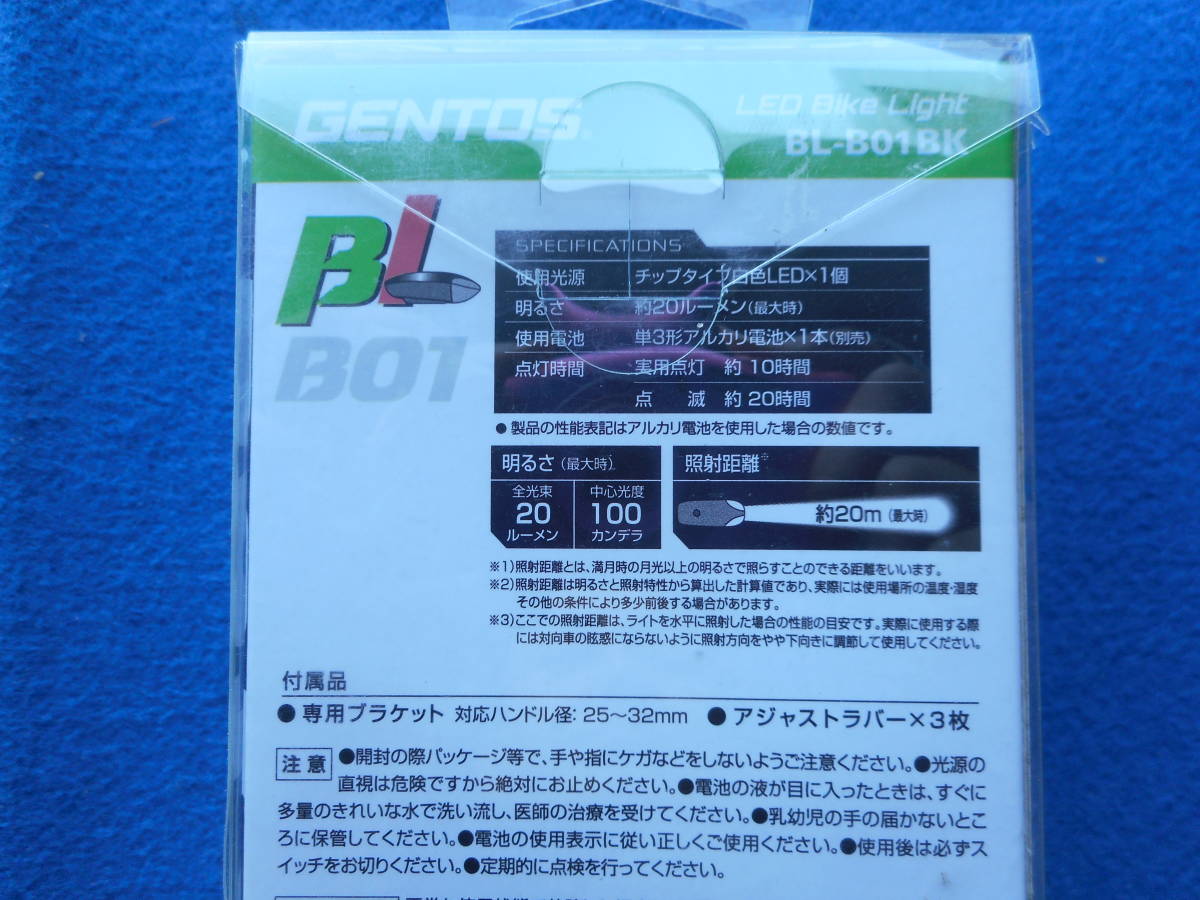 GENTOS
LED Bike Light
BL-B01BK
BL
B01
SPECIFICATIONS
使用光源 チップタイプ白色LED×1個
明るさ 約20ルーメン(最大時)
使用電池 単3形アルカリ電池×1本(別売)
点灯時間 実用点灯 約 10時間
点 滅 約 20時間
●製品の性能表記はアルカリ電池を使用した場合の数値です。
明るさ(最大時)
全光束 中心光度
20 100
ルーメン カンデラ
照射距離※
約20m(最大時)
※1)照射距離とは、満月時の月光以上の明るさで照らすことのできる距離をいいます。
※2)照射距離は明るさと照射特性から算出した計算値であり、実際には使用場所の温度・湿度
その他の条件により多少前後する場合があります。
※3)ここでの照射距離は、ライトを水平に照射した場合の性能の目安です。実際に使用する際
には対向車の眩惑にならないように照射方向をやや下向きに調節して使用してください。
付属品
●専用ブラケット 対応ハンドル径:25～32mm ●アジャストラバー×3枚
注意 ●開封の際パッケージ等で、手や指にケガなどをしないようご注意ください。●光源の
直視は危険ですから絶対にお止めください。●電池の液が目に入ったときは、すぐに
多量のきれいな水で洗い流し、医師の治療を受けてください。●乳幼児の手の届かないとこ
ろに保管してください。●電池の使用表示に従い正しくご使用ください。●使用後は必ずス
イッチをお切りください。●定期的に点検を行ってください。